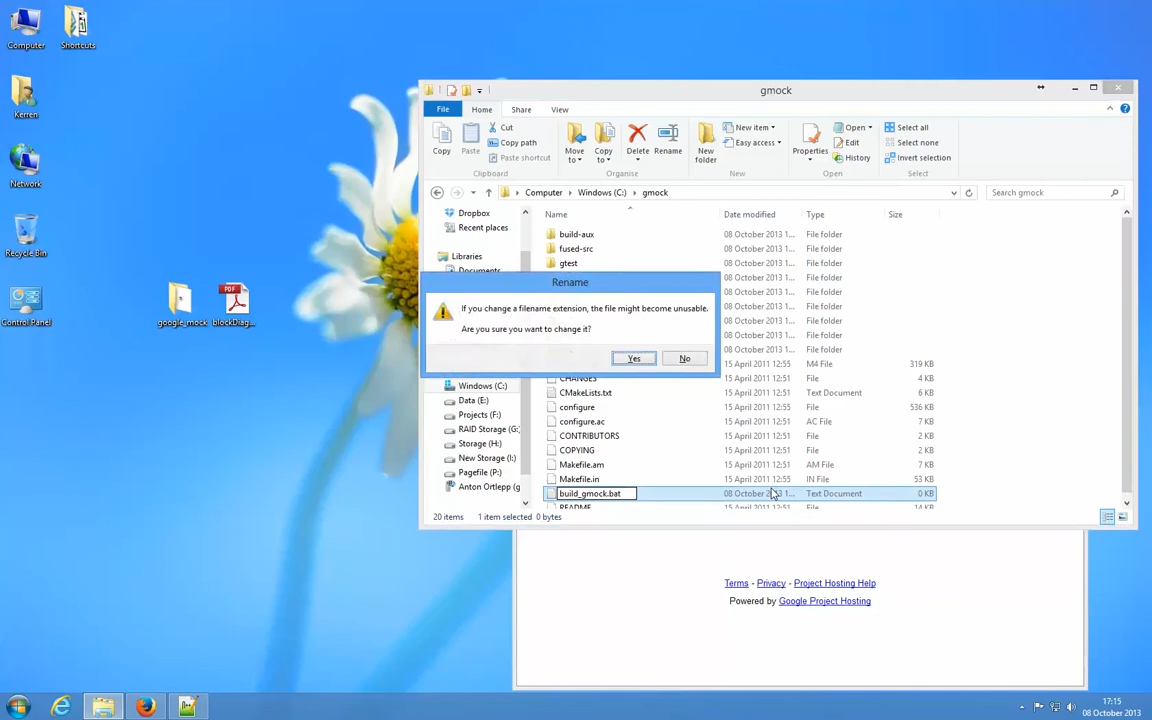 Computer
Shortcuts
Kerren
Network
Recycle Bin
Control Panel
google_mock
blockDiag...
gmock
File
Home
Share
View
Copy
Paste
Cut
Copy path
Paste shortcut
Clipboard
Move to
Copy to
Delete
Rename
Organise
New folder
New item
Easy access
New
Properties
Open
Edit
History
Open
Select all
Select none
Invert selection
Select
Computer
Windows (C:)
gmock
Search gmock
Dropbox
Recent places
Libraries
Documents
Windows (C:)
Data (E:)
Projects (F:)
RAID Storage (G:
Storage (H:)
New Storage (I:)
Pagefile (P:)
Anton Ortlepp (
Name Date modified Type Size
build-aux 08 October 2013 1... File folder
fused-src 08 October 2013 1... File folder
gtest 08 October 2013 1... File folder
08 October 2013 1... File folder
08 October 2013 1... File folder
08 October 2013 1... File folder
08 October 2013 1... File folder
08 October 2013 1... File folder
08 October 2013 1... File folder
15 April 2011 12:55 M4 File 319 KB
CHANGES 15 April 2011 12:51 File 4 KB
CMakeLists.txt 15 April 2011 12:51 Text Document 6 KB
configure 15 April 2011 12:55 File 536 KB
configure.ac 15 April 2011 12:51 AC File 7 KB
CONTRIBUTORS 15 April 2011 12:51 File 2 KB
COPYING 15 April 2011 12:51 File 2 KB
Makefile.am 15 April 2011 12:51 AM File 7 KB
Makefile.in 15 April 2011 12:55 IN File 53 KB
build_gmock.bat 08 October 2013 1... Text Document 0 KB
README 15 April 2011 12:51 File 14 KB
20 items 1 item selected 0 bytes
Rename
If you change a filename extension, the file might become unusable.
Are you sure you want to change it?
Yes
No
Terms - Privacy - Project Hosting Help
Powered by Google Project Hosting
17:15
08 October 2013